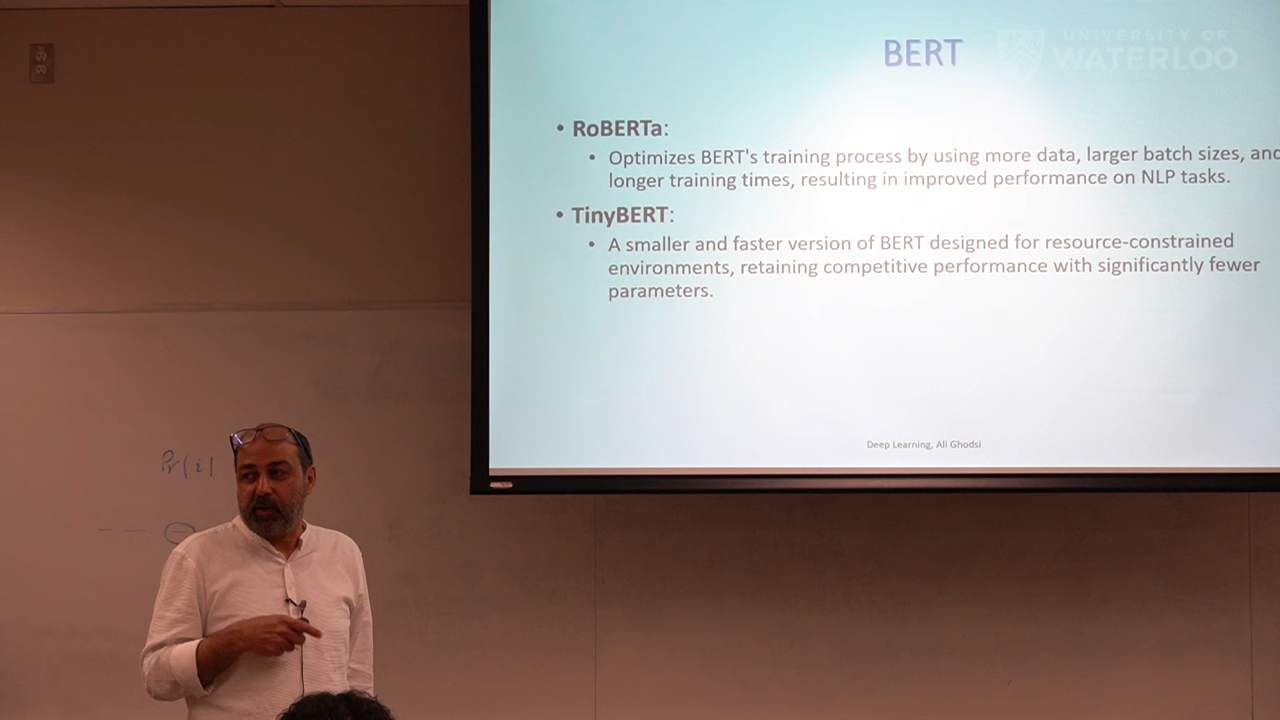 BERT
UNIVERSITY OF
WATERLOO
• RoBERTa:
• Optimizes BERT's training process by using more data, larger batch sizes, and
longer training times, resulting in improved performance on NLP tasks.
• TinyBERT:
• A smaller and faster version of BERT designed for resource-constrained
environments, retaining competitive performance with significantly fewer
parameters.
Deep Learning, Ali Ghodsi
Pr(i|